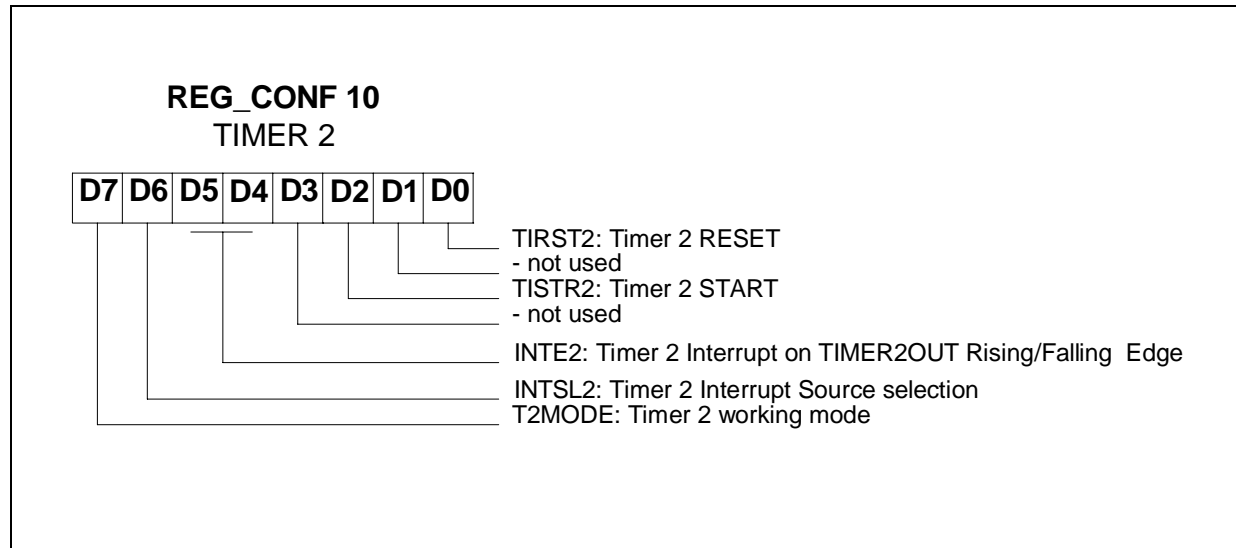 REG_CONF 10
TIMER 2
D7 D6 D5 D4 D3 D2 D1 D0
TIRST2: Timer 2 RESET
- not used
TISTR2: Timer 2 START
- not used
INTE2: Timer 2 Interrupt on TIMER2OUT Rising/Falling Edge
INTSL2: Timer 2 Interrupt Source selection
T2MODE: Timer 2 working mode